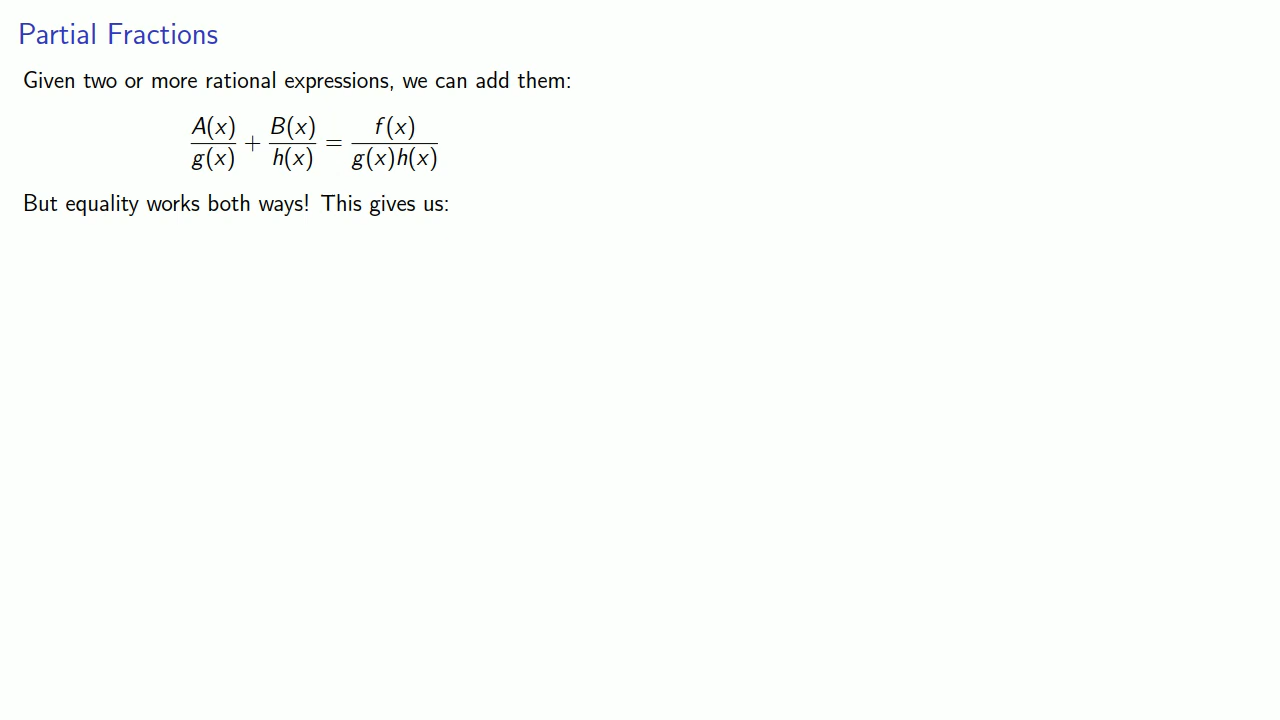 Partial Fractions
Given two or more rational expressions, we can add them:
A(x)/g(x) + B(x)/h(x) = f(x)/g(x)h(x)
But equality works both ways! This gives us: